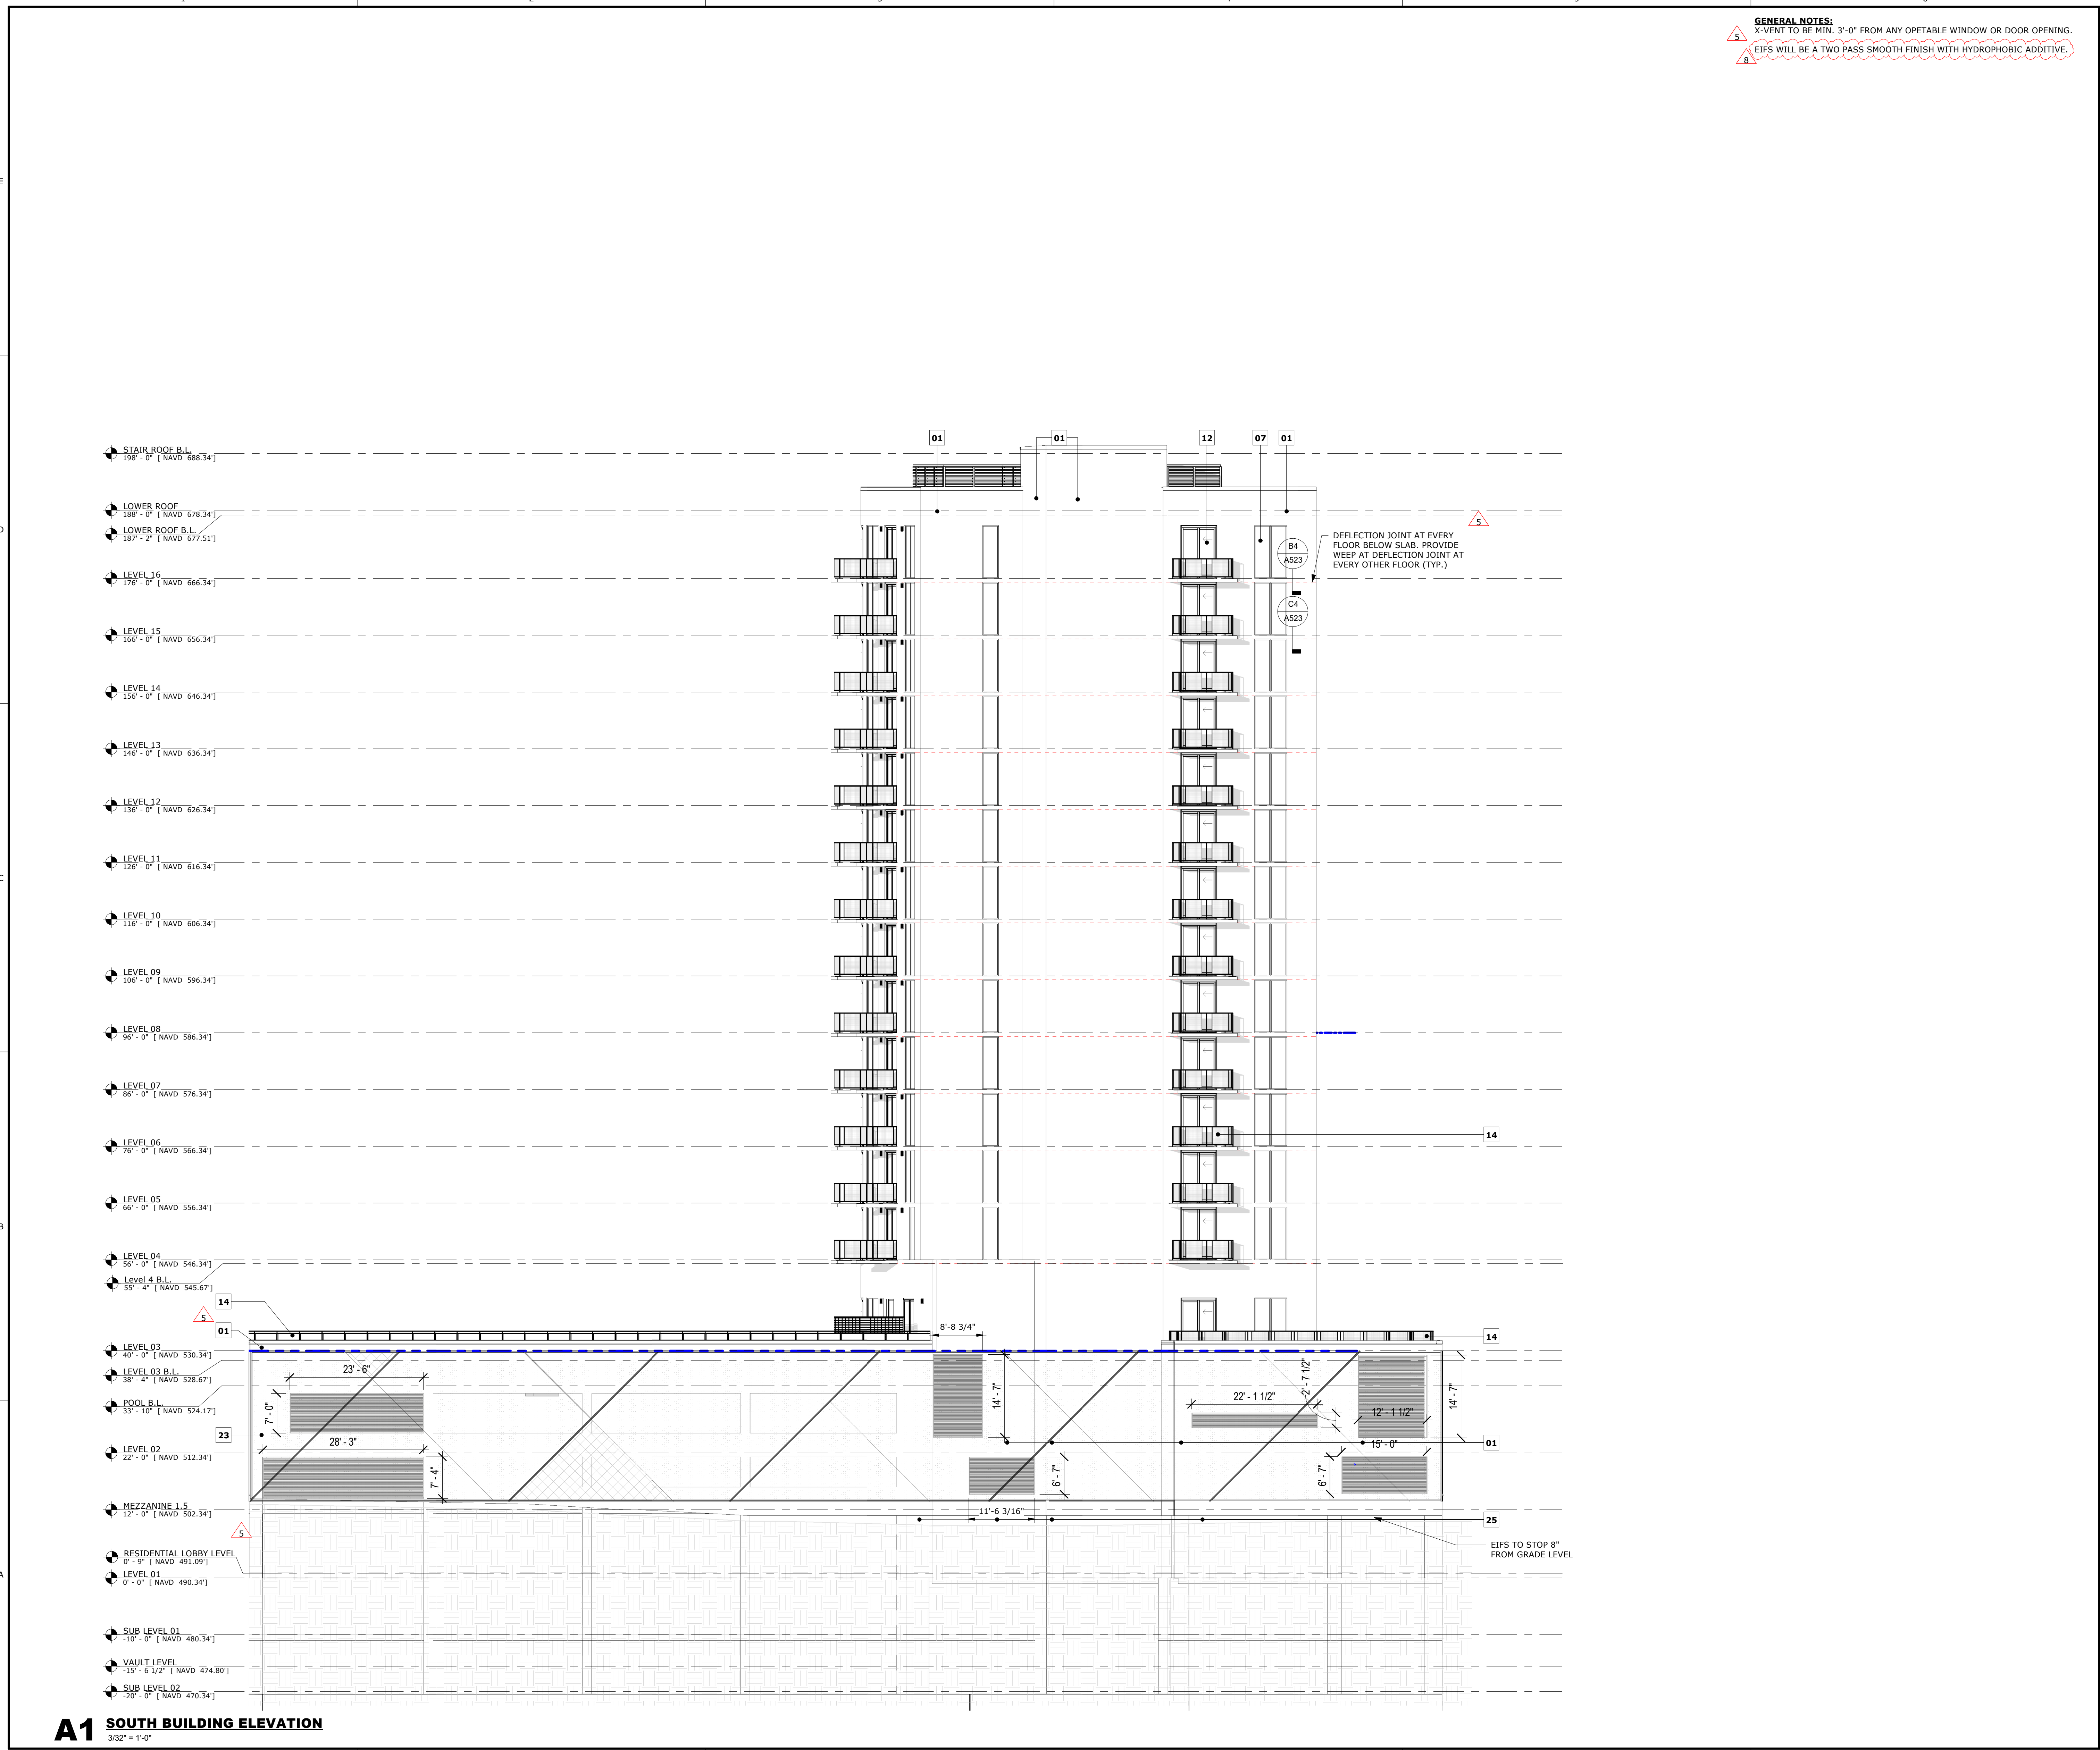 GENERAL NOTES:
5
X-VENT TO BE MIN. 3'-0" FROM ANY OPETABLE WINDOW OR DOOR OPENING.
8
EIFS WILL BE A TWO PASS SMOOTH FINISH WITH HYDROPHOBIC ADDITIVE.
01
01
12
07
01
STAIR ROOF B.L.
198' - 0" [ NAVD 688.34']
LOWER ROOF
188' - 0" [ NAVD 678.34']
LOWER ROOF B.L.
187' - 2" [ NAVD 677.51']
5
DEFLECTION JOINT AT EVERY
FLOOR BELOW SLAB. PROVIDE
WEEP AT DEFLECTION JOINT AT
EVERY OTHER FLOOR (TYP.)
B4
A523
LEVEL 16
176' - 0" [ NAVD 666.34']
C4
A523
LEVEL 15
166' - 0" [ NAVD 656.34']
LEVEL 14
156' - 0" [ NAVD 646.34']
LEVEL 13
146' - 0" [ NAVD 636.34']
LEVEL 12
136' - 0" [ NAVD 626.34']
LEVEL 11
126' - 0" [ NAVD 616.34']
LEVEL 10
116' - 0" [ NAVD 606.34']
LEVEL 09
106' - 0" [ NAVD 596.34']
LEVEL 08
96' - 0" [ NAVD 586.34']
LEVEL 07
86' - 0" [ NAVD 576.34']
LEVEL 06
76' - 0" [ NAVD 566.34']
14
LEVEL 05
66' - 0" [ NAVD 556.34']
LEVEL 04
56' - 0" [ NAVD 546.34']
Level 4 B.L.
55' - 4" [ NAVD 545.67']
14
5
01
8'-8 3/4"
14
LEVEL 03
40' - 0" [ NAVD 530.34']
LEVEL 03 B.L.
38' - 4" [ NAVD 528.67']
23' - 6"
2' - 7 1/2"
14' - 7"
14' - 7"
22' - 1 1/2"
12' - 1 1/2"
POOL B.L.
33' - 10" [ NAVD 524.17']
7' - 0"
23
28' - 3"
15' - 0"
01
LEVEL 02
22' - 0" [ NAVD 512.34']
7' - 4"
6' - 7"
6' - 7"
MEZZANINE 1.5
12' - 0" [ NAVD 502.34']
11'-6 3/16"
25
5
EIFS TO STOP 8"
FROM GRADE LEVEL
RESIDENTIAL LOBBY LEVEL
0' - 9" [ NAVD 491.09']
LEVEL 01
0' - 0" [ NAVD 490.34']
SUB LEVEL 01
-10' - 0" [ NAVD 480.34']
VAULT LEVEL
-15' - 6 1/2" [ NAVD 474.80']
SUB LEVEL 02
-20' - 0" [ NAVD 470.34']
A1 SOUTH BUILDING ELEVATION
3/32" = 1'-0"